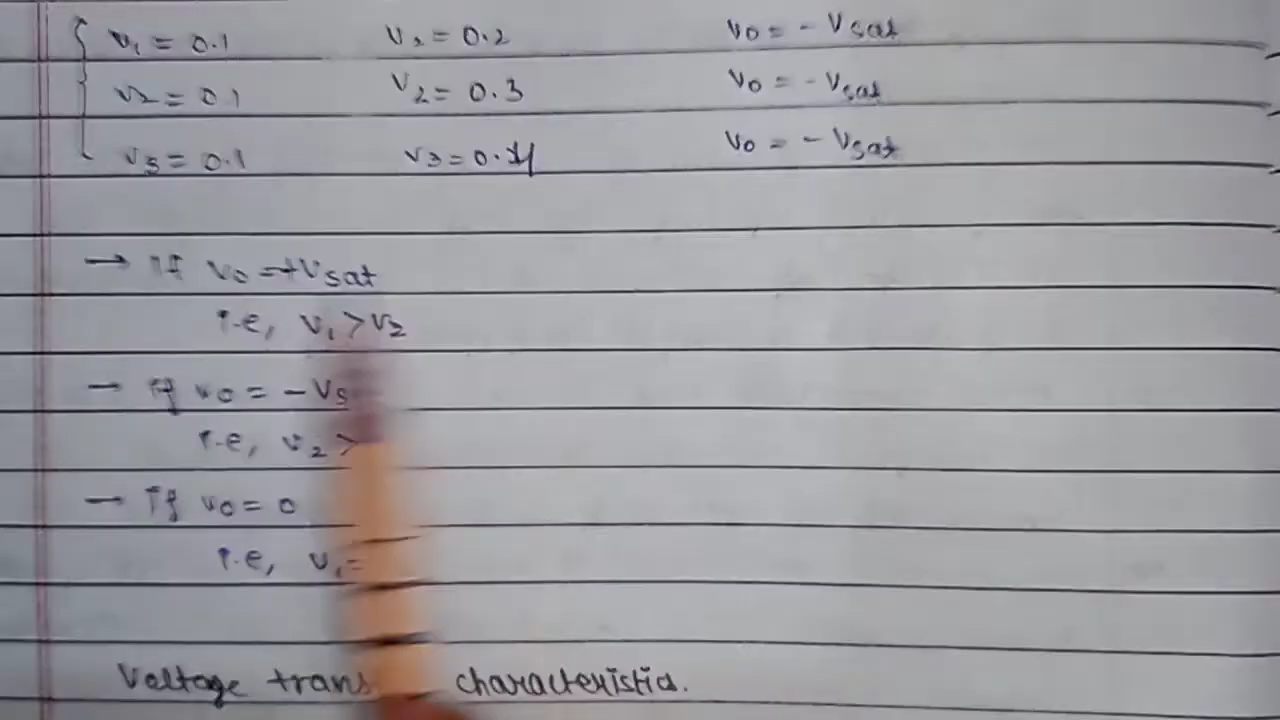 v₁ = 0.1 v₂ = 0.2 v₀ = - Vsat
v₂ = 0.1 v₂ = 0.3 v₀ = - Vsat
v₃ = 0.1 v₃ = 0. v₀ = - Vsat
→ If v₀ = +Vsat
i.e, v₁ > v₂
→ If v₀ = - Vs
i.e, v₂ >
→ If v₀ = 0
i.e, v₁ =
Voltage trans characteristics.